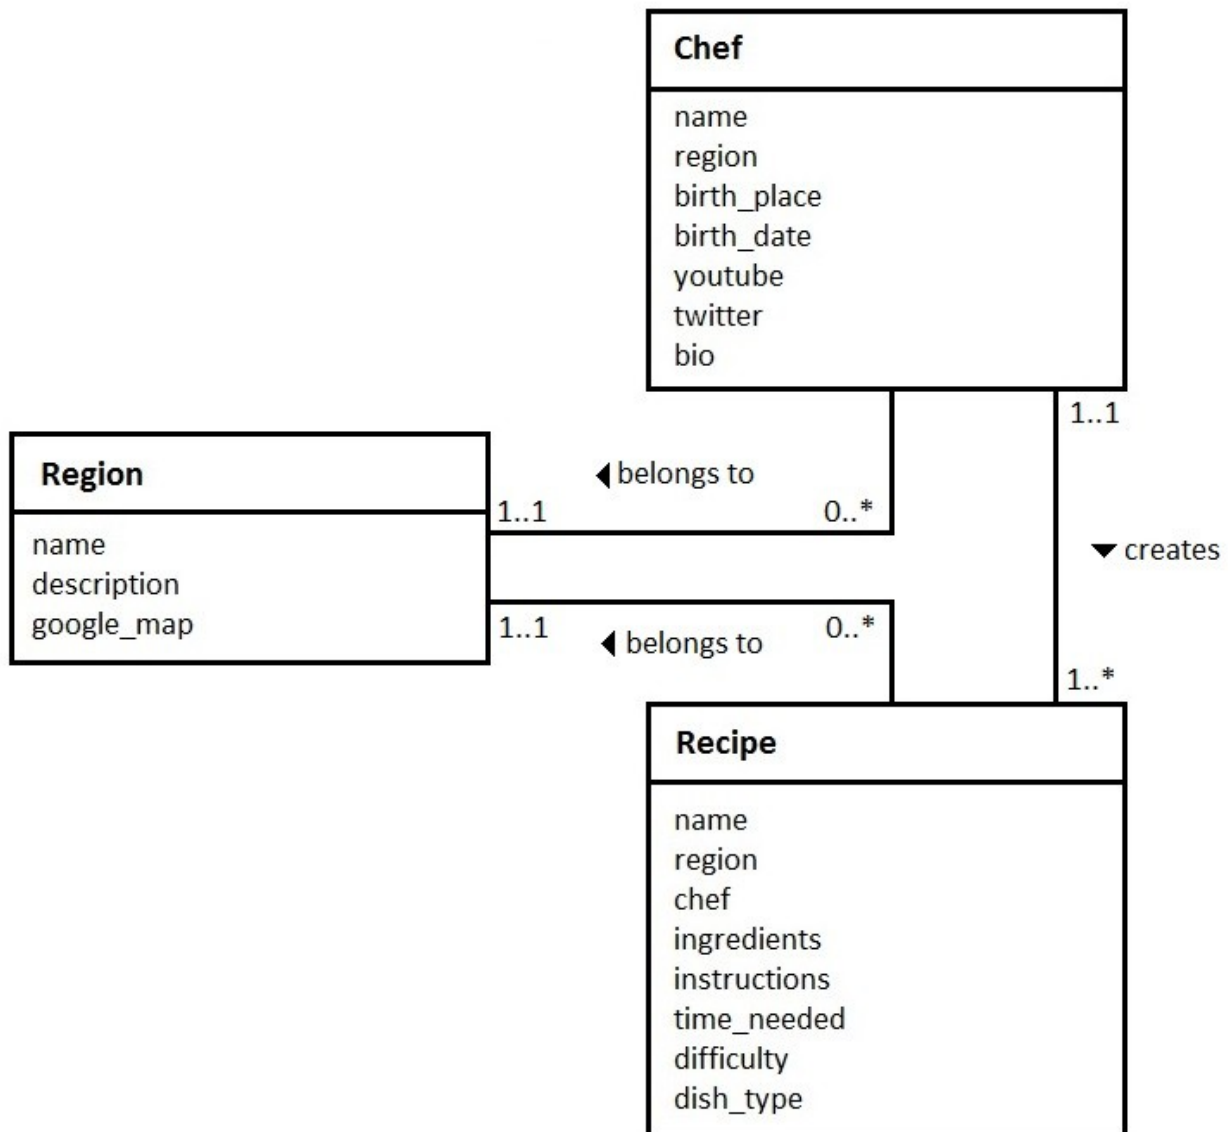 Chef
name
region
birth_place
birth_date
youtube
twitter
bio
1..1
Region
belongs to
1..1
0..*
name
description
google_map
creates
1..1
0..*
belongs to
1..*
Recipe
name
region
chef
ingredients
instructions
time_needed
difficulty
dish_type